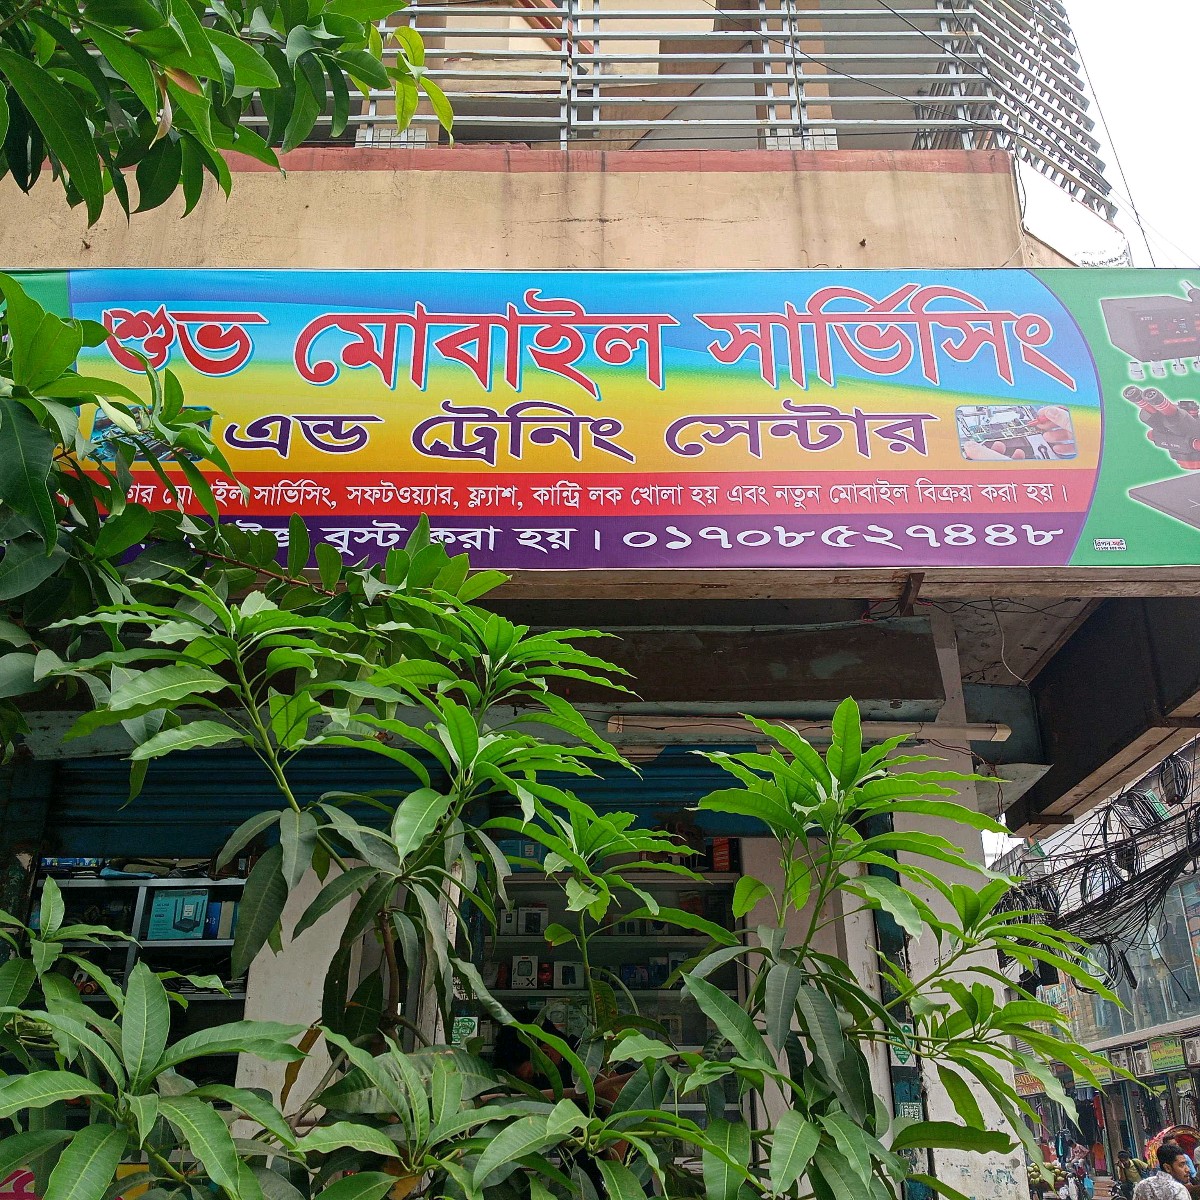 শুভ মোবাইল সার্ভিসিং
এন্ড ট্রেনিং সেন্টার
মোবাইল সার্ভিসিং, সফটওয়্যার, ফ্ল্যাশ, কান্ট্রি লক খোলা হয় এবং নতুন মোবাইল বিক্রয় করা হয়।
বুস্ট করা হয়। ০১৭০৮৫২৭৪৪৮